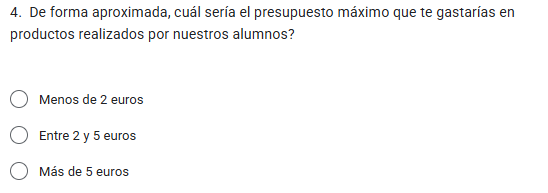 4. De forma aproximada, cuál sería el presupuesto máximo que te gastarías en
productos realizados por nuestros alumnos?
Menos de 2 euros
Entre 2 y 5 euros
Más de 5 euros